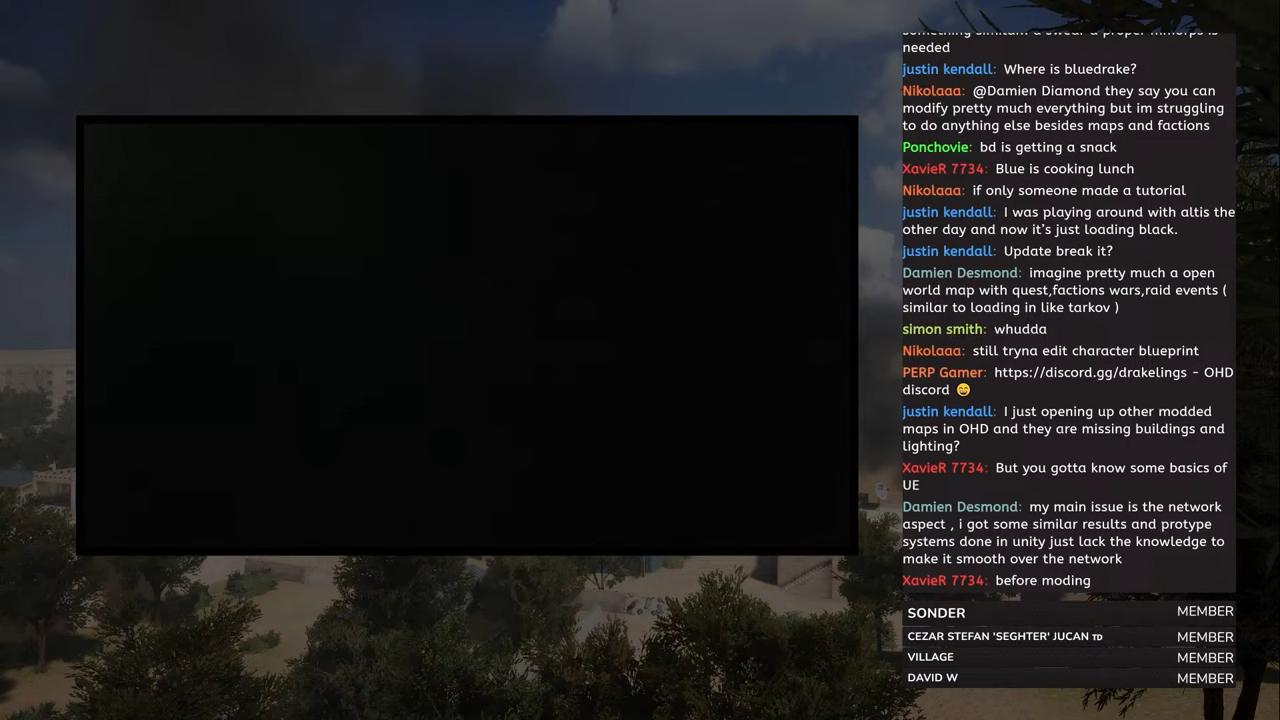 something similar. a swear a proper mmorps is
needed
justin kendall: Where is bluedrake?
Nikolaaa: @Damien Diamond they say you can
modify pretty much everything but im struggling
to do anything else besides maps and factions
Ponchovie: bd is getting a snack
XavieR 7734: Blue is cooking lunch
Nikolaaa: if only someone made a tutorial
justin kendall: I was playing around with altis the
other day and now it’s just loading black.
justin kendall: Update break it?
Damien Desmond: imagine pretty much a open
world map with quest,factions wars,raid events (
similar to loading in like tarkov )
simon smith: whudda
Nikolaaa: still tryna edit character blueprint
PERP Gamer: https://discord.gg/drakelings - OHD
discord 😄
justin kendall: I just opening up other modded
maps in OHD and they are missing buildings and
lighting?
XavieR 7734: But you gotta know some basics of
UE
Damien Desmond: my main issue is the network
aspect , i got some similar results and protype
systems done in unity just lack the knowledge to
make it smooth over the network
XavieR 7734: before moding
SONDER MEMBER
CEZAR STEFAN 'SEGHTER' JUCAN ᴛᴅ MEMBER
VILLAGE MEMBER
DAVID W MEMBER